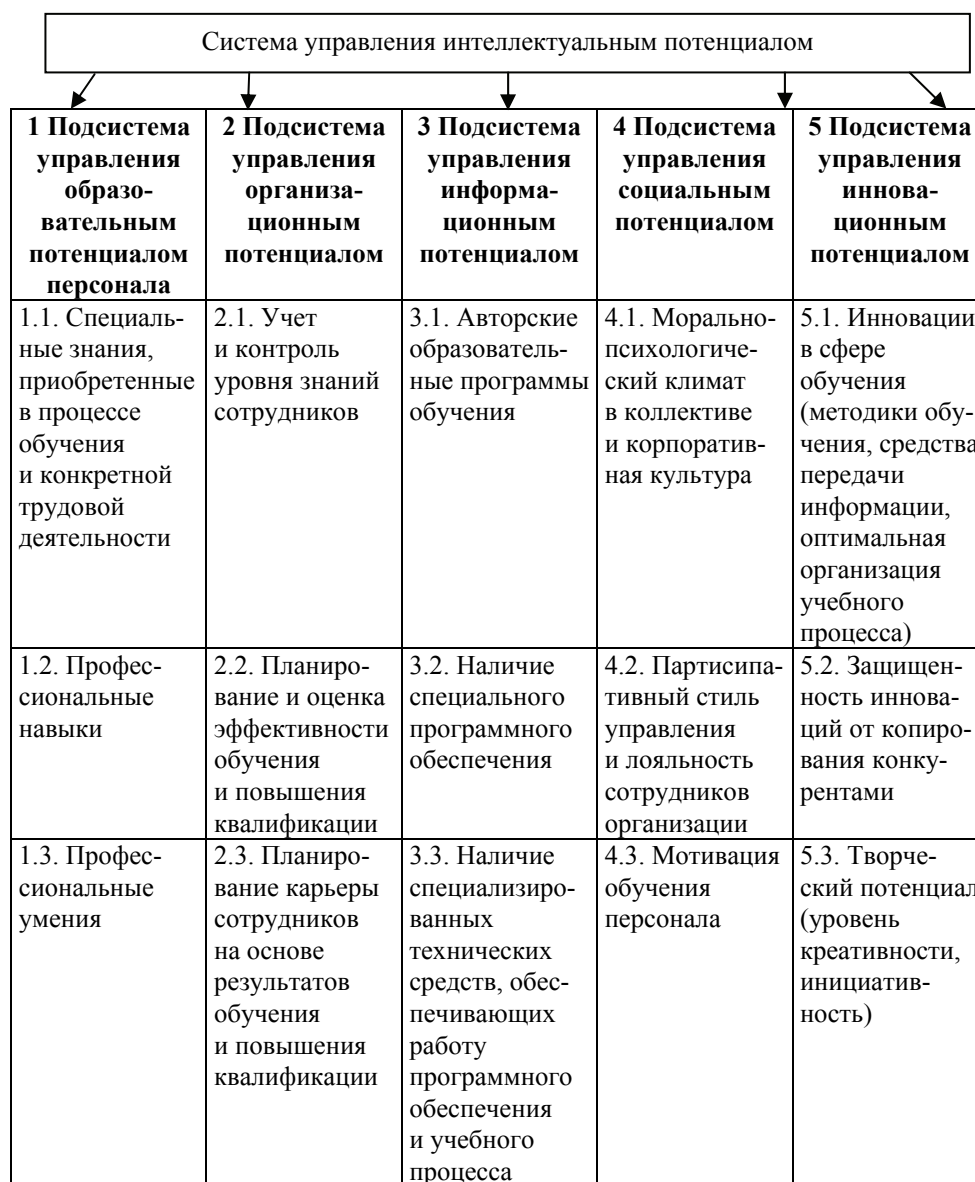 Система управления интеллектуальным потенциалом
1 Подсистема
управления
образо-
вательным
потенциалом
персонала
2 Подсистема
управления
организа-
ционным
потенциалом
3 Подсистема
управления
информа-
ционным
потенциалом
4 Подсистема
управления
социальным
потенциалом
5 Подсистема
управления
иннова-
ционным
потенциалом
1.1. Специаль-
ные знания,
приобретенные
в процессе
обучения
и конкретной
трудовой
деятельности
2.1. Учет
и контроль
уровня знаний
сотрудников
3.1. Авторские
образователь-
ные программы
обучения
4.1. Морально-
психологиче-
ский климат
в коллективе
и корпоратив-
ная культура
5.1. Инновации
в сфере
обучения
(методики обу-
чения, средства
передачи
информации,
оптимальная
организация
учебного
процесса)
1.2. Профес-
сиональные
навыки
2.2. Планиро-
вание и оценка
эффективности
обучения
и повышения
квалификации
3.2. Наличие
специального
программного
обеспечения
4.2. Партисипа-
тивный стиль
управления
и лояльность
сотрудников
организации
5.2. Защищен-
ность иннова-
ций от копиро-
вания конку-
рентами
1.3. Профес-
сиональные
умения
2.3. Планиро-
вание карьеры
сотрудников
на основе
результатов
обучения
и повышения
квалификации
3.3. Наличие
специализиро-
ванных
технических
средств, обес-
печивающих
работу
программного
обеспечения
и учебного
процесса
4.3. Мотивация
обучения
персонала
5.3. Творче-
ский потенциал
(уровень
креативности,
инициатив-
ность)